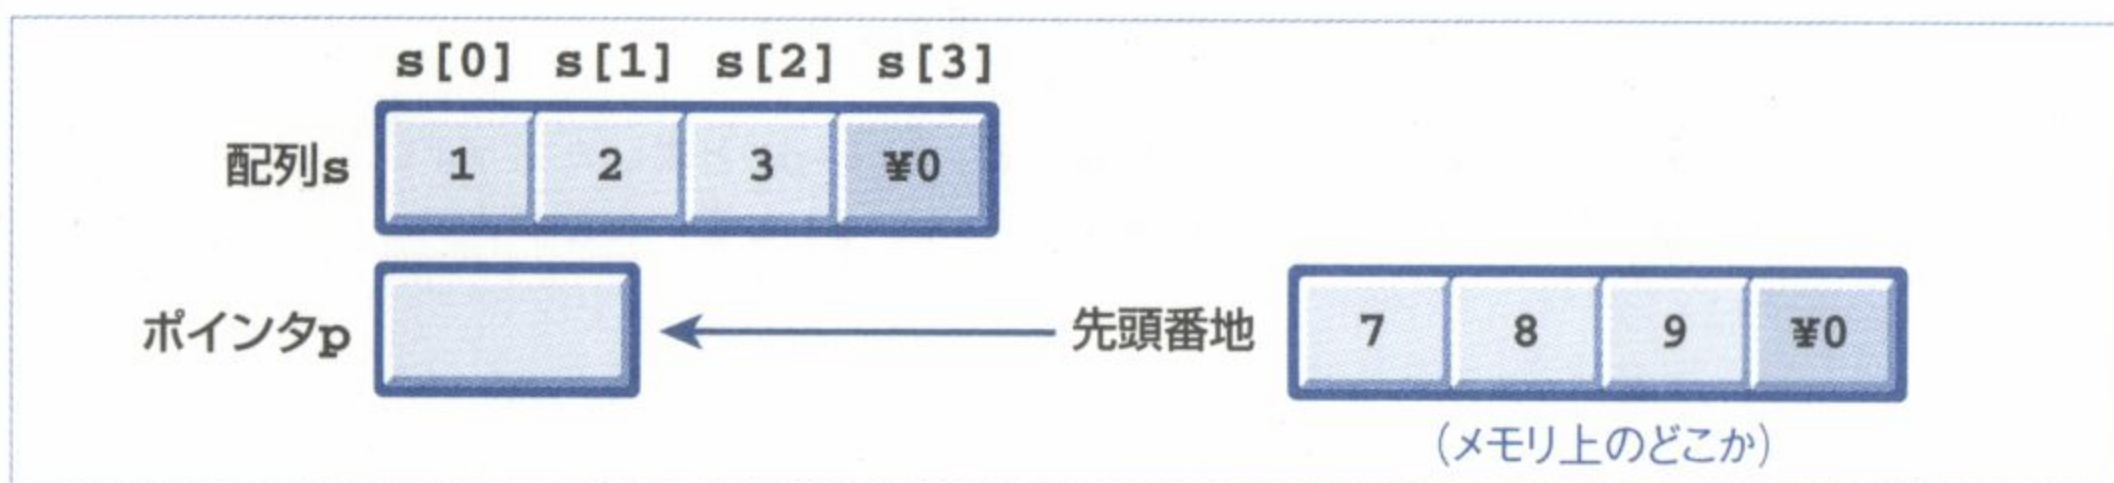 s[0] s[1] s[2] s[3]
配列s 1 2 3 ¥0
ポインタp 先頭番地 7 8 9 ¥0
(メモリ上のどこか)